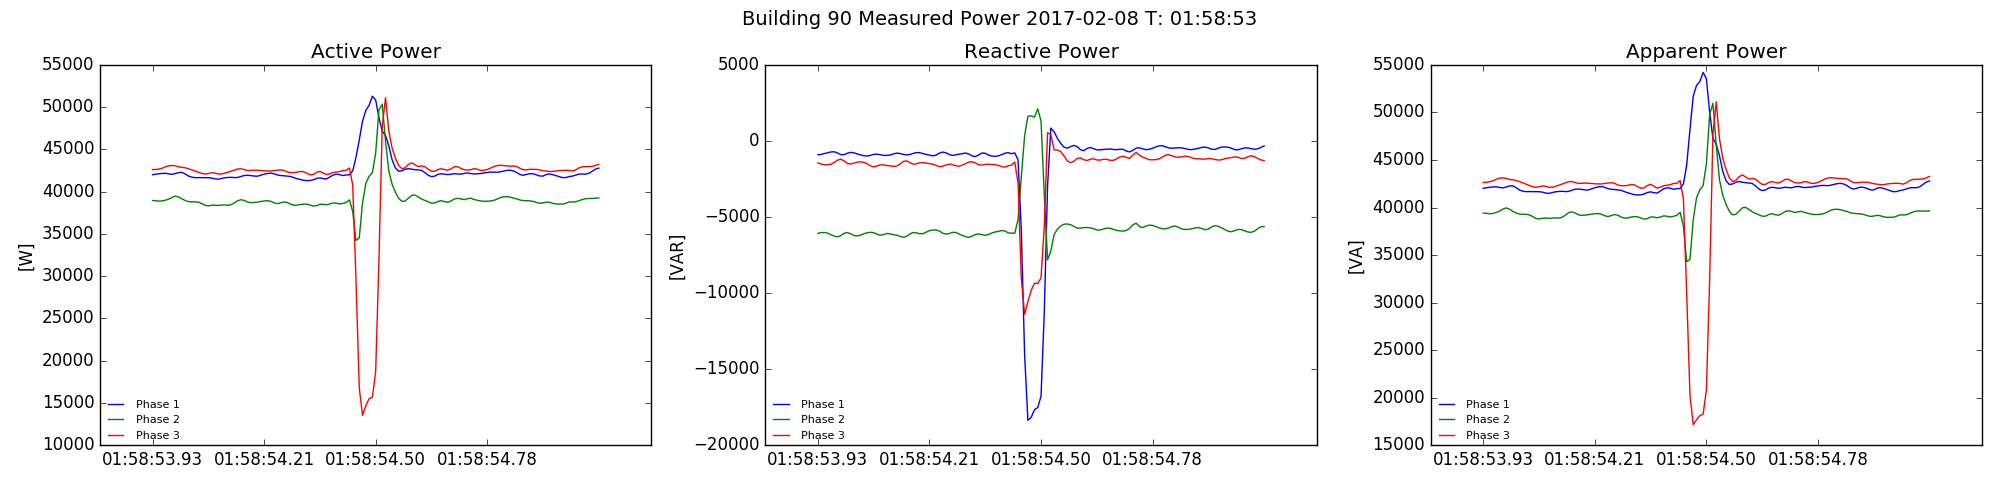 Building 90 Measured Power 2017-02-08 T: 01:58:53
Active Power
55000
50000
45000
40000
35000
30000
25000
20000
15000
10000
[W]
Phase 1
Phase 2
Phase 3
01:58:53.93 01:58:54.21 01:58:54.50 01:58:54.78
Reactive Power
5000
0
−5000
−10000
−15000
−20000
[VAR]
Phase 1
Phase 2
Phase 3
01:58:53.93 01:58:54.21 01:58:54.50 01:58:54.78
Apparent Power
55000
50000
45000
40000
35000
30000
25000
20000
15000
[VA]
Phase 1
Phase 2
Phase 3
01:58:53.93 01:58:54.21 01:58:54.50 01:58:54.78